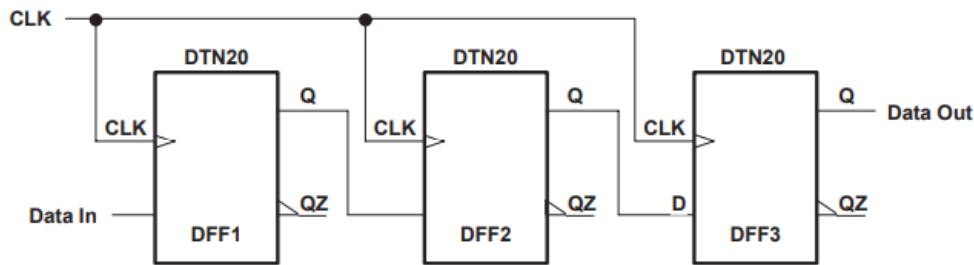 CLK
DTN20 DTN20 DTN20
Q Q Q
Data Out
CLK CLK CLK
Data In QZ QZ D QZ
DFF1 DFF2 DFF3